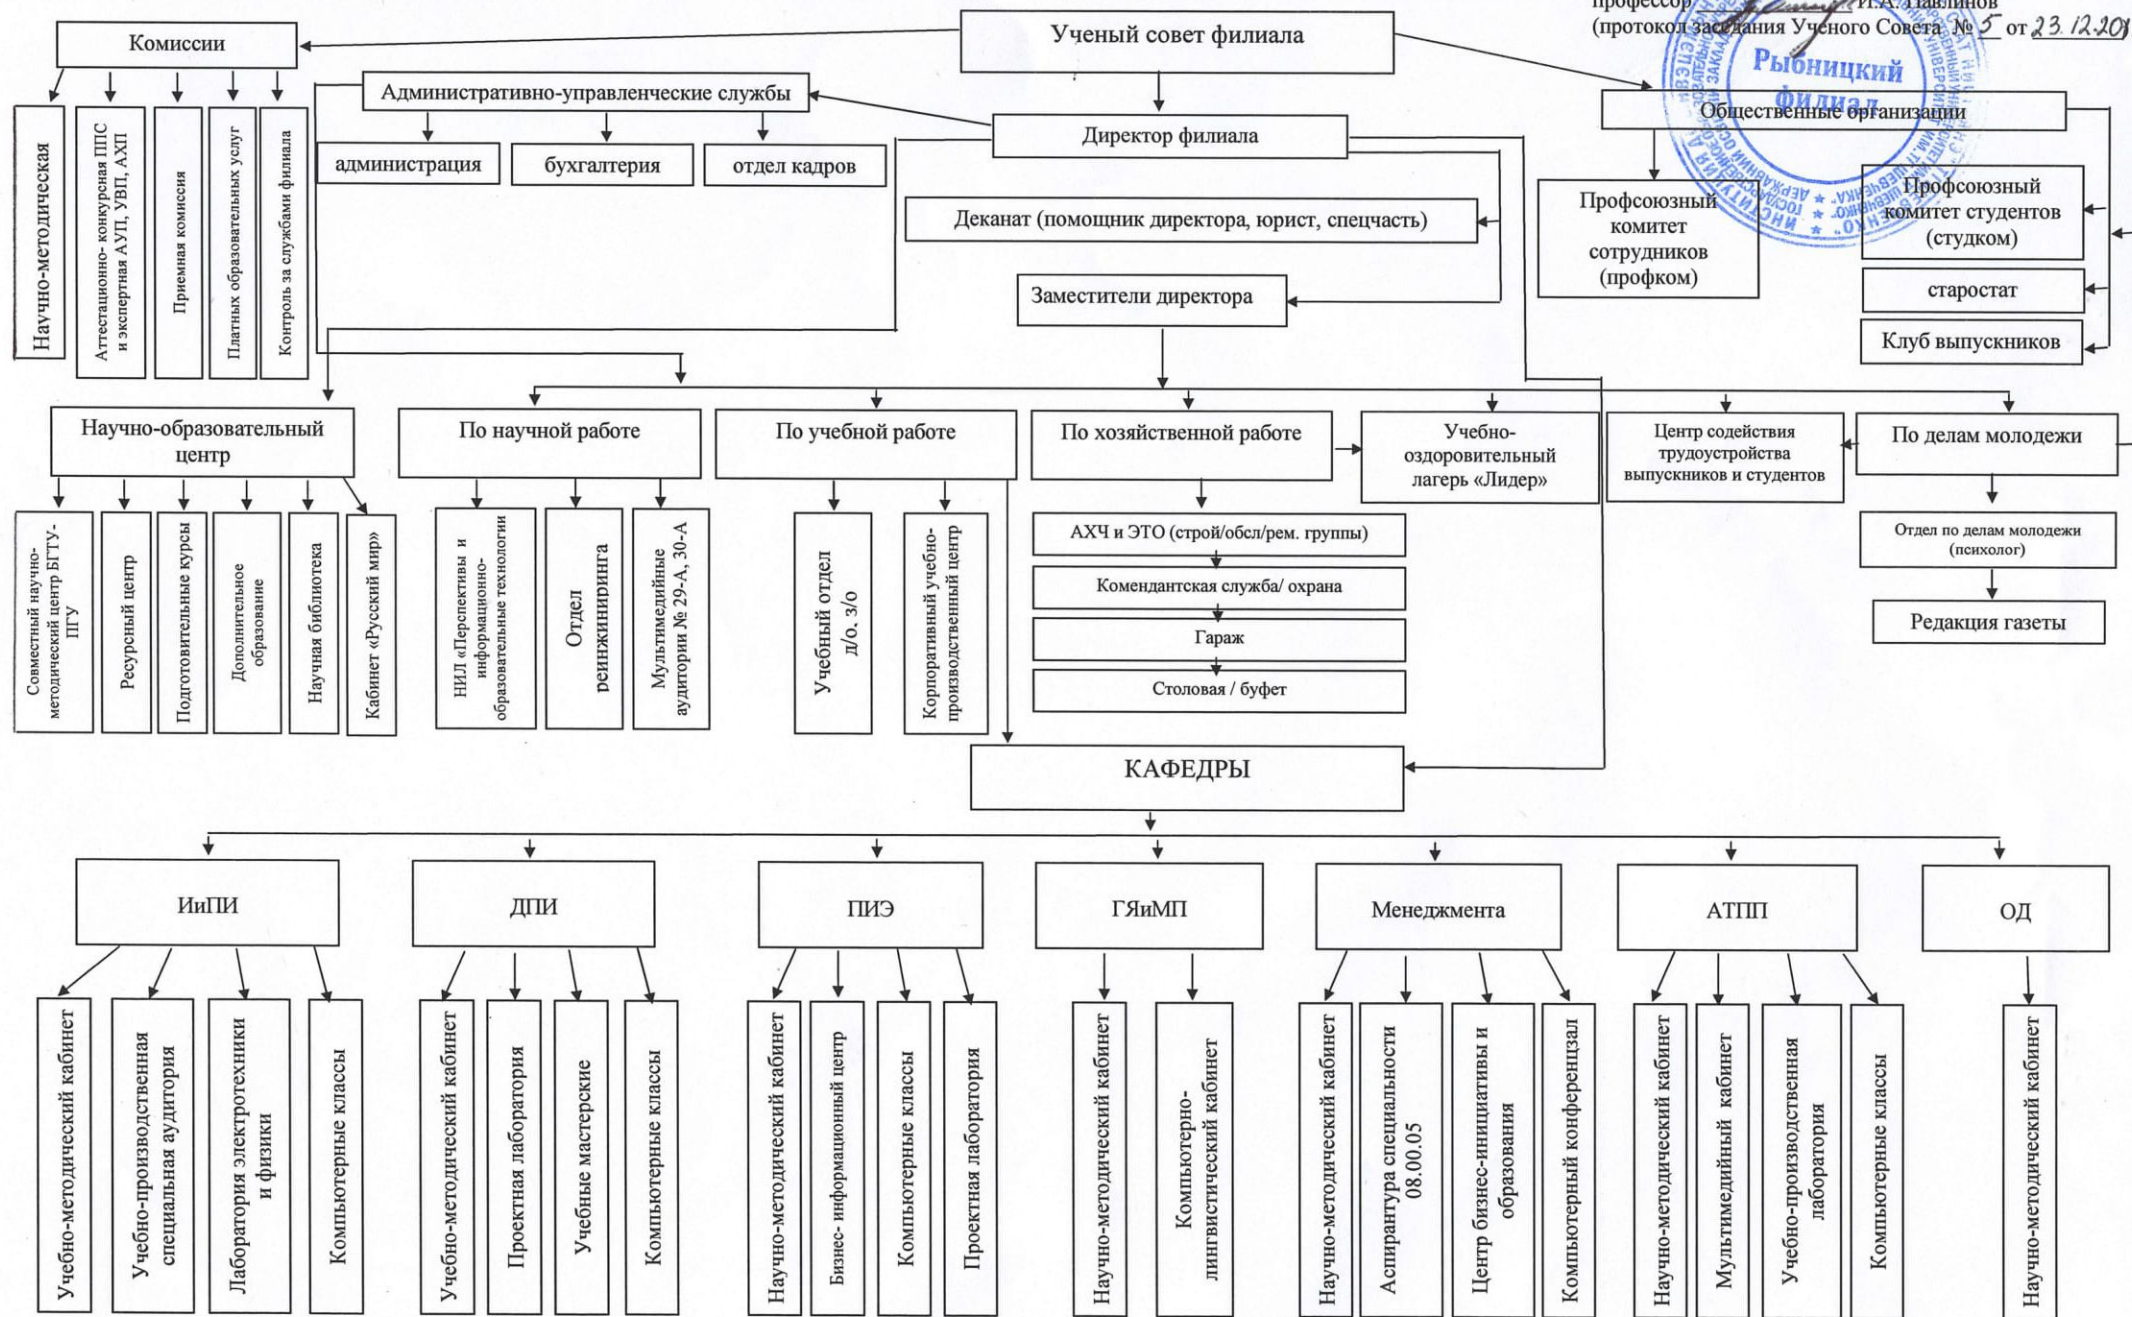 профессор И.А. Павлинов
(протокол заседания Ученого Совета № 5 от 23.12.20
Рыбницкий
филиал
Комиссии
Ученый совет филиала
Административно-управленческие службы
Общественные организации
Директор филиала
администрация
бухгалтерия
отдел кадров
Научно-методическая
Аттестационно- конкурсная ППС
и экспертная АУП, УВП, АХП
Приемная комиссия
Платных образовательных услуг
Контроль за службами филиала
Деканат (помощник директора, юрист, спецчасть)
Заместители директора
Профсоюзный
комитет
сотрудников
(профком)
Профсоюзный
комитет студентов
(студком)
старостат
Клуб выпускников
Научно-образовательный
центр
По научной работе
По учебной работе
По хозяйственной работе
Учебно-
оздоровительный
лагерь «Лидер»
Центр содействия
трудоустройства
выпускников и студентов
По делам молодежи
Совместный научно-
методический центр БГТУ-
ПГУ
Ресурсный центр
Подготовительные курсы
Дополнительное
образование
Научная библиотека
Кабинет «Русский мир»
НИЛ «Перспективы и
информационно-
образовательные технологии
Отдел
реинжиниринга
Мультимедийные
аудитории № 29-А, 30-А
Учебный отдел
д/о. з/о
Корпоративный учебно-
производственный центр
АХЧ и ЭТО (строй/обсл/рем. группы)
Комендантская служба/ охрана
Гараж
Столовая / буфет
Отдел по делам молодежи
(психолог)
Редакция газеты
КАФЕДРЫ
ИиПИ
ДПИ
ПИЭ
ГЯиМП
Менеджмента
АТПП
ОД
Учебно-методический кабинет
Учебно-производственная
специальная аудитория
Лаборатория электротехники
и физики
Компьютерные классы
Учебно-методический кабинет
Проектная лаборатория
Учебные мастерские
Компьютерные классы
Научно-методический кабинет
Бизнес- информационный центр
Компьютерные классы
Проектная лаборатория
Научно-методический кабинет
Компьютерно-
лингвистический кабинет
Научно-методический кабинет
Аспирантура специальности
08.00.05
Центр бизнес-инициативы и
образования
Компьютерный конференцзал
Научно-методический кабинет
Мультимедийный кабинет
Учебно-производственная
лаборатория
Компьютерные классы
Научно-методический кабинет